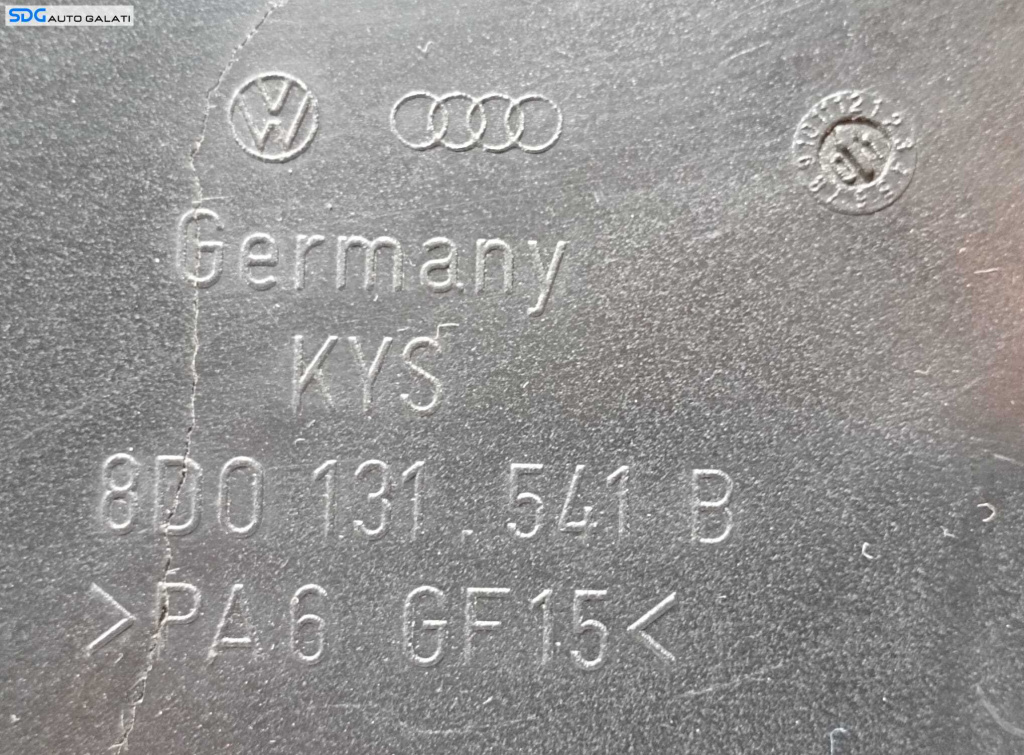 SDG AUTO GALATI
Germany
KYS
8D0 131.541 B
>PA6 GF15<